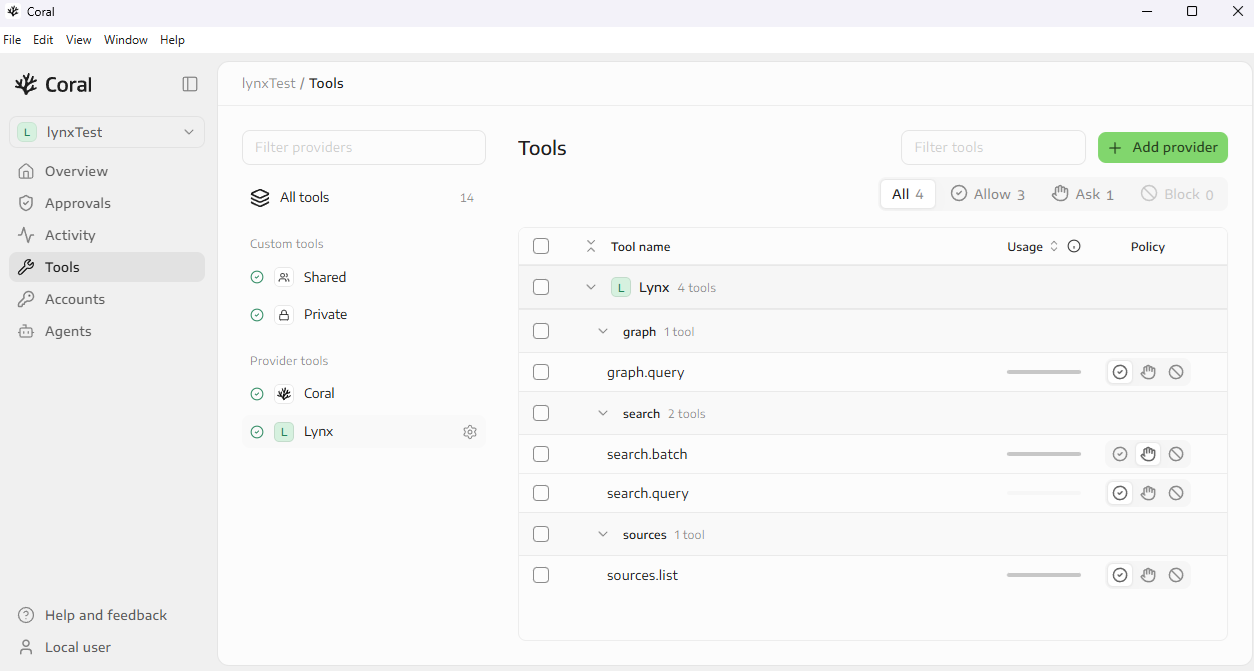 Coral
File Edit View Window Help
Coral
L lynxTest
Overview
Approvals
Activity
Tools
Accounts
Agents
Help and feedback
Local user
lynxTest / Tools
Filter providers
All tools 14
Custom tools
Shared
Private
Provider tools
Coral
L Lynx
Tools
Filter tools
Add provider
All 4 Allow 3 Ask 1 Block 0
Tool name Usage Policy
L Lynx 4 tools
graph 1 tool
graph.query
search 2 tools
search.batch
search.query
sources 1 tool
sources.list